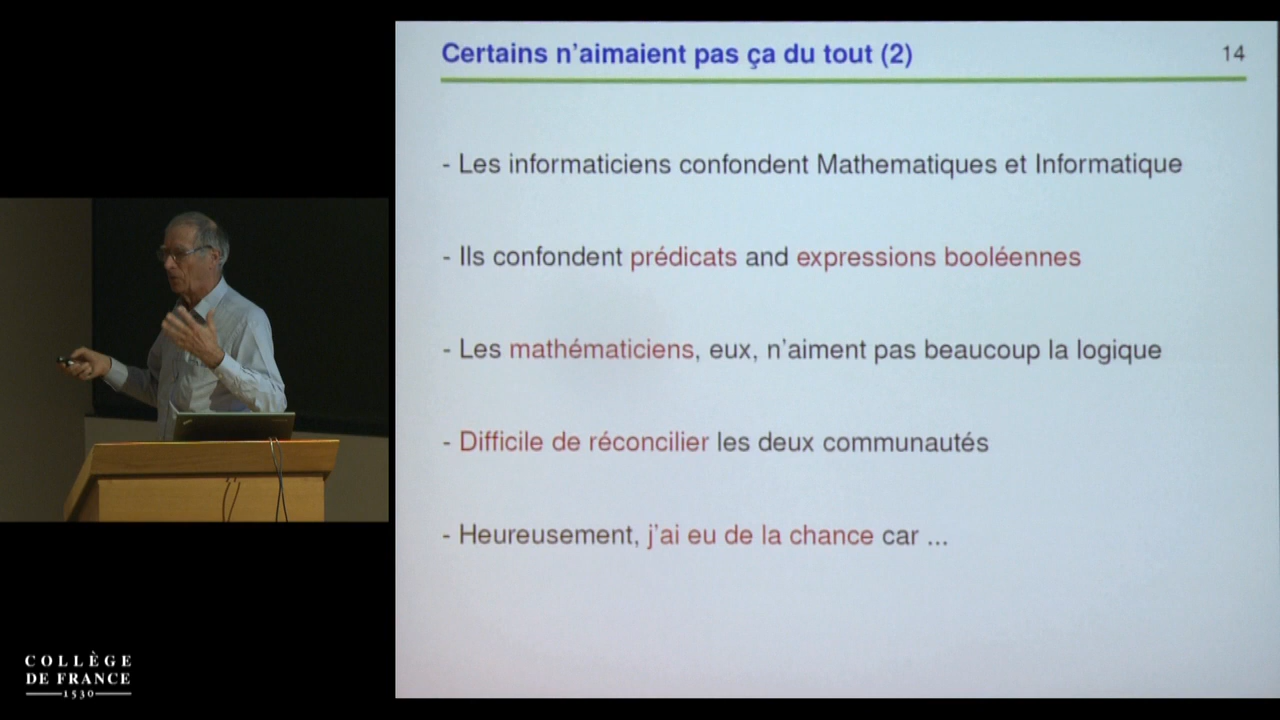 Certains n'aimaient pas ça du tout (2)
14
- Les informaticiens confondent Mathematiques et Informatique
- Ils confondent prédicats and expressions booléennes
- Les mathématiciens, eux, n'aiment pas beaucoup la logique
- Difficile de réconcilier les deux communautés
- Heureusement, j'ai eu de la chance car ...
COLLÈGE
DE FRANCE
1530